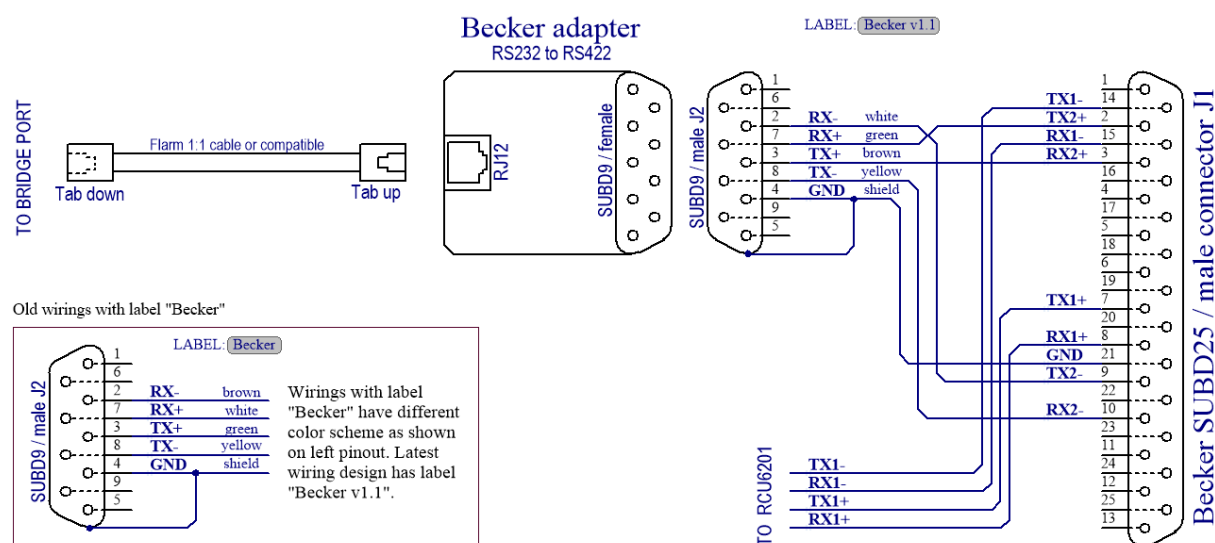 Becker adapter
RS232 to RS422
LABEL: Becker v1.1
TO BRIDGE PORT
Flarm 1:1 cable or compatible
Tab down
Tab up
RJ12
SUBD9 / female
SUBD9 / male J2
1
6
2 RX- white
7 RX+ green
3 TX+ brown
8 TX- yellow
4 GND shield
9
5
1
TX1- 14
TX2+ 2
RX1- 15
RX2+ 3
16
4
17
5
18
6
19
TX1+ 7
20
RX1+ 8
GND 21
TX2- 9
22
RX2- 10
23
11
24
12
25
13
Becker SUBD25 / male connector J1
TO RCU6201
TX1-
RX1-
TX1+
RX1+
Old wirings with label "Becker"
LABEL: Becker
SUBD9 / male J2
1
6
2 RX- brown
7 RX+ white
3 TX+ green
8 TX- yellow
4 GND shield
9
5
Wirings with label
"Becker" have different
color scheme as shown
on left pinout. Latest
wiring design has label
"Becker v1.1".